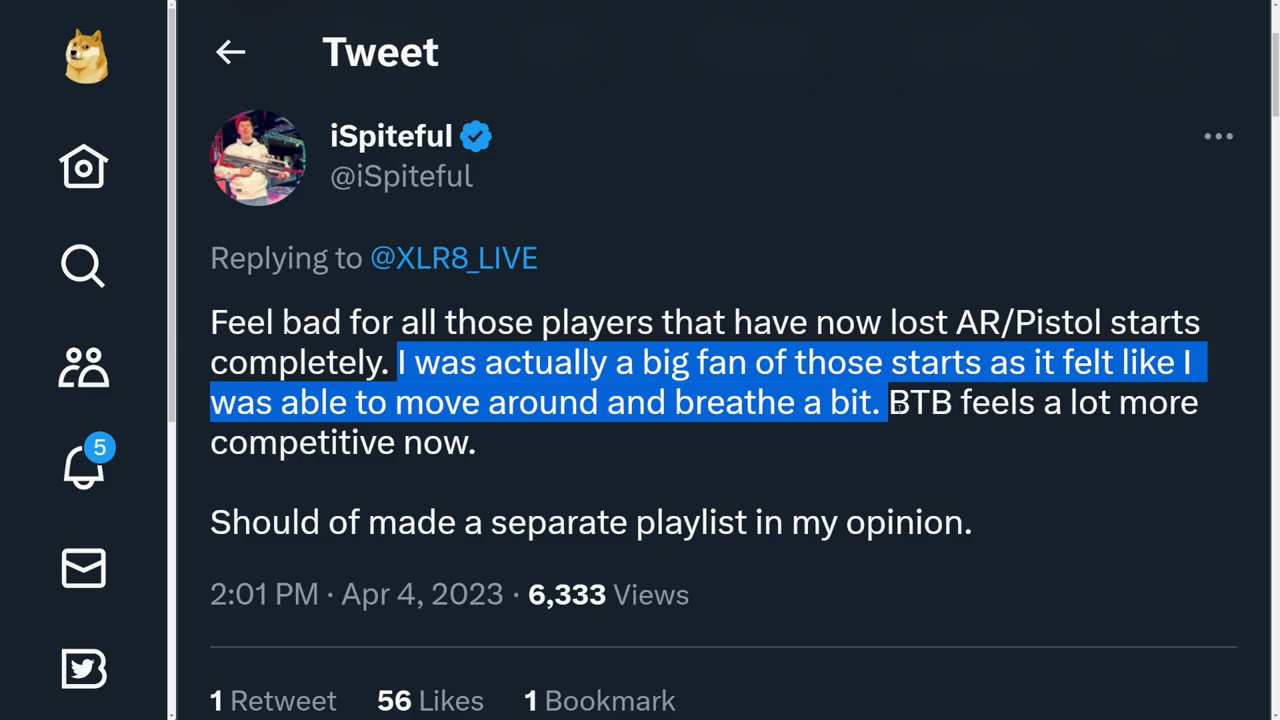 Tweet
iSpiteful
@iSpiteful
Replying to @XLR8_LIVE
Feel bad for all those players that have now lost AR/Pistol starts
completely. I was actually a big fan of those starts as it felt like I
was able to move around and breathe a bit. BTB feels a lot more
competitive now.
5
Should of made a separate playlist in my opinion.
2:01 PM · Apr 4, 2023 · 6,333 Views
1 Retweet 56 Likes 1 Bookmark